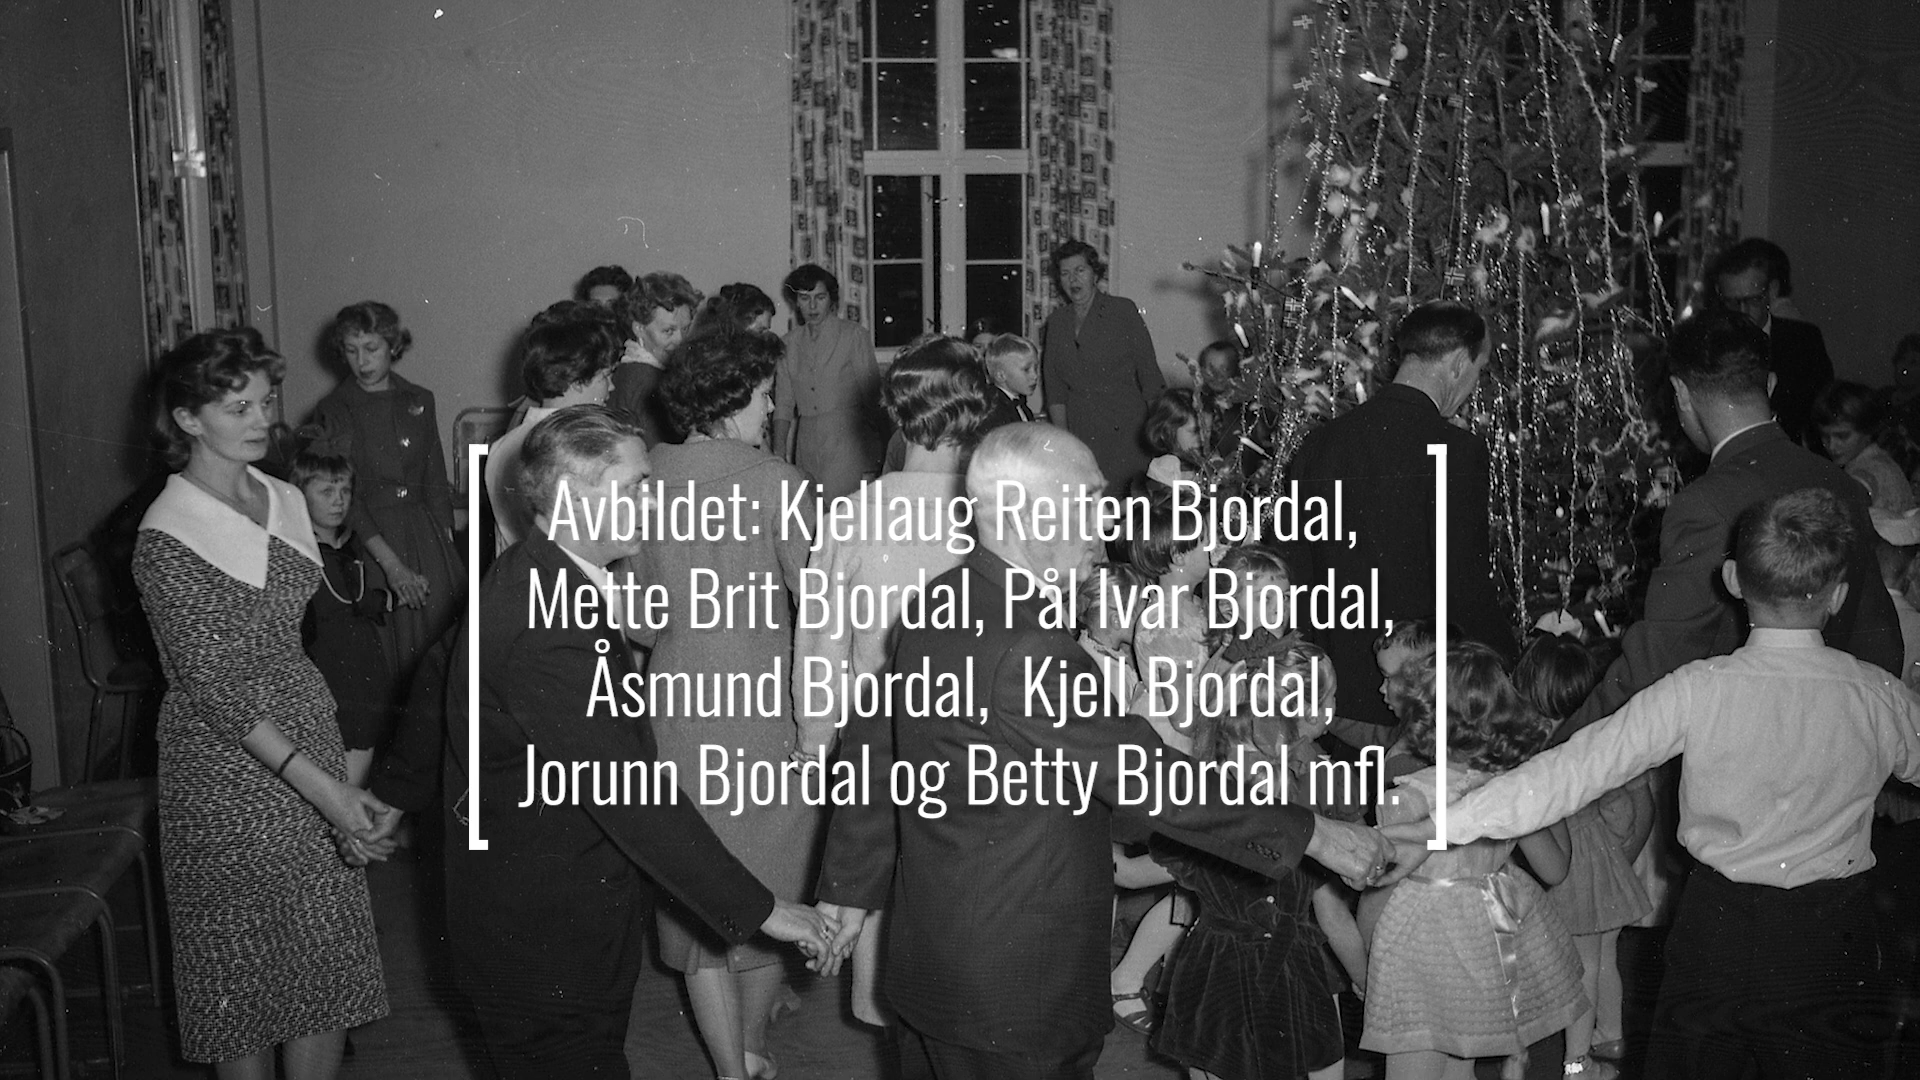 Avbildet: Kjellaug Reiten Bjordal,
Mette Brit Bjordal, Pål Ivar Bjordal,
Åsmund Bjordal, Kjell Bjordal,
Jorunn Bjordal og Betty Bjordal mfl.